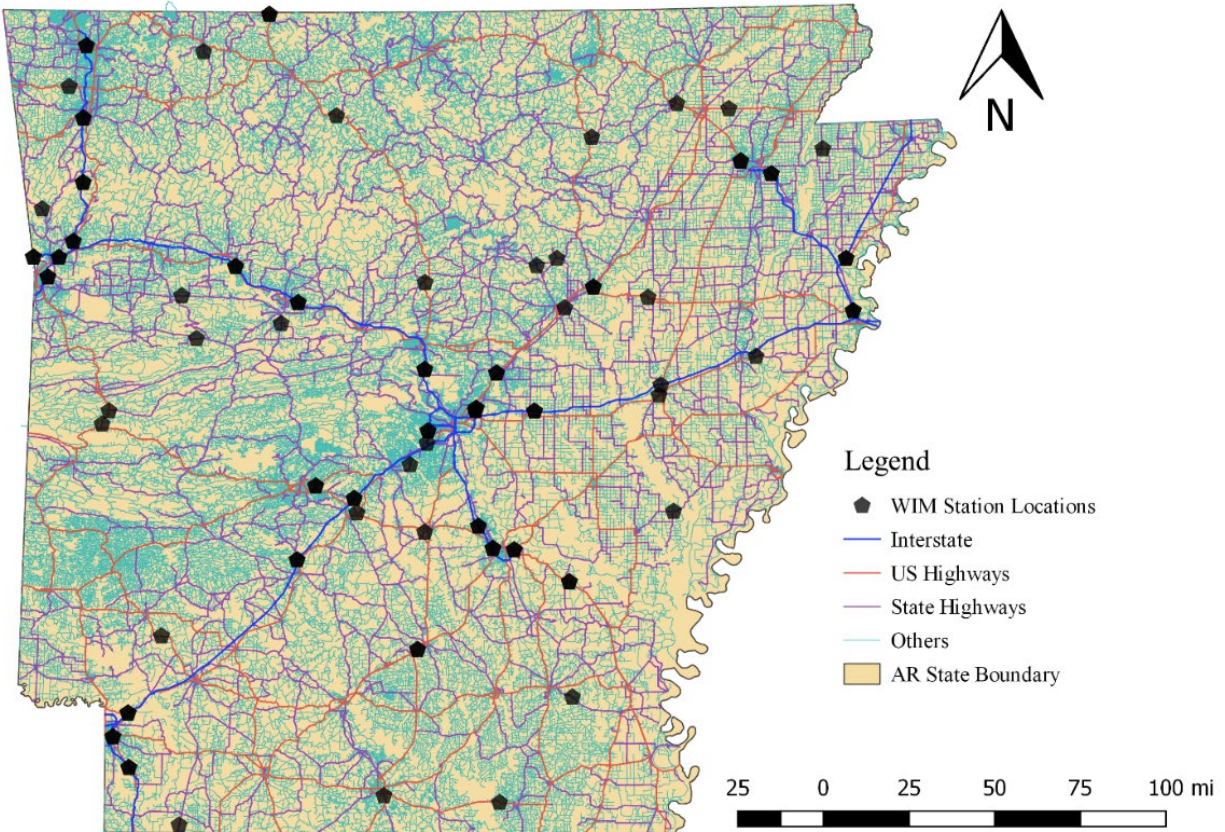 N
Legend
WIM Station Locations
Interstate
US Highways
State Highways
Others
AR State Boundary
25 0 25 50 75 100 mi